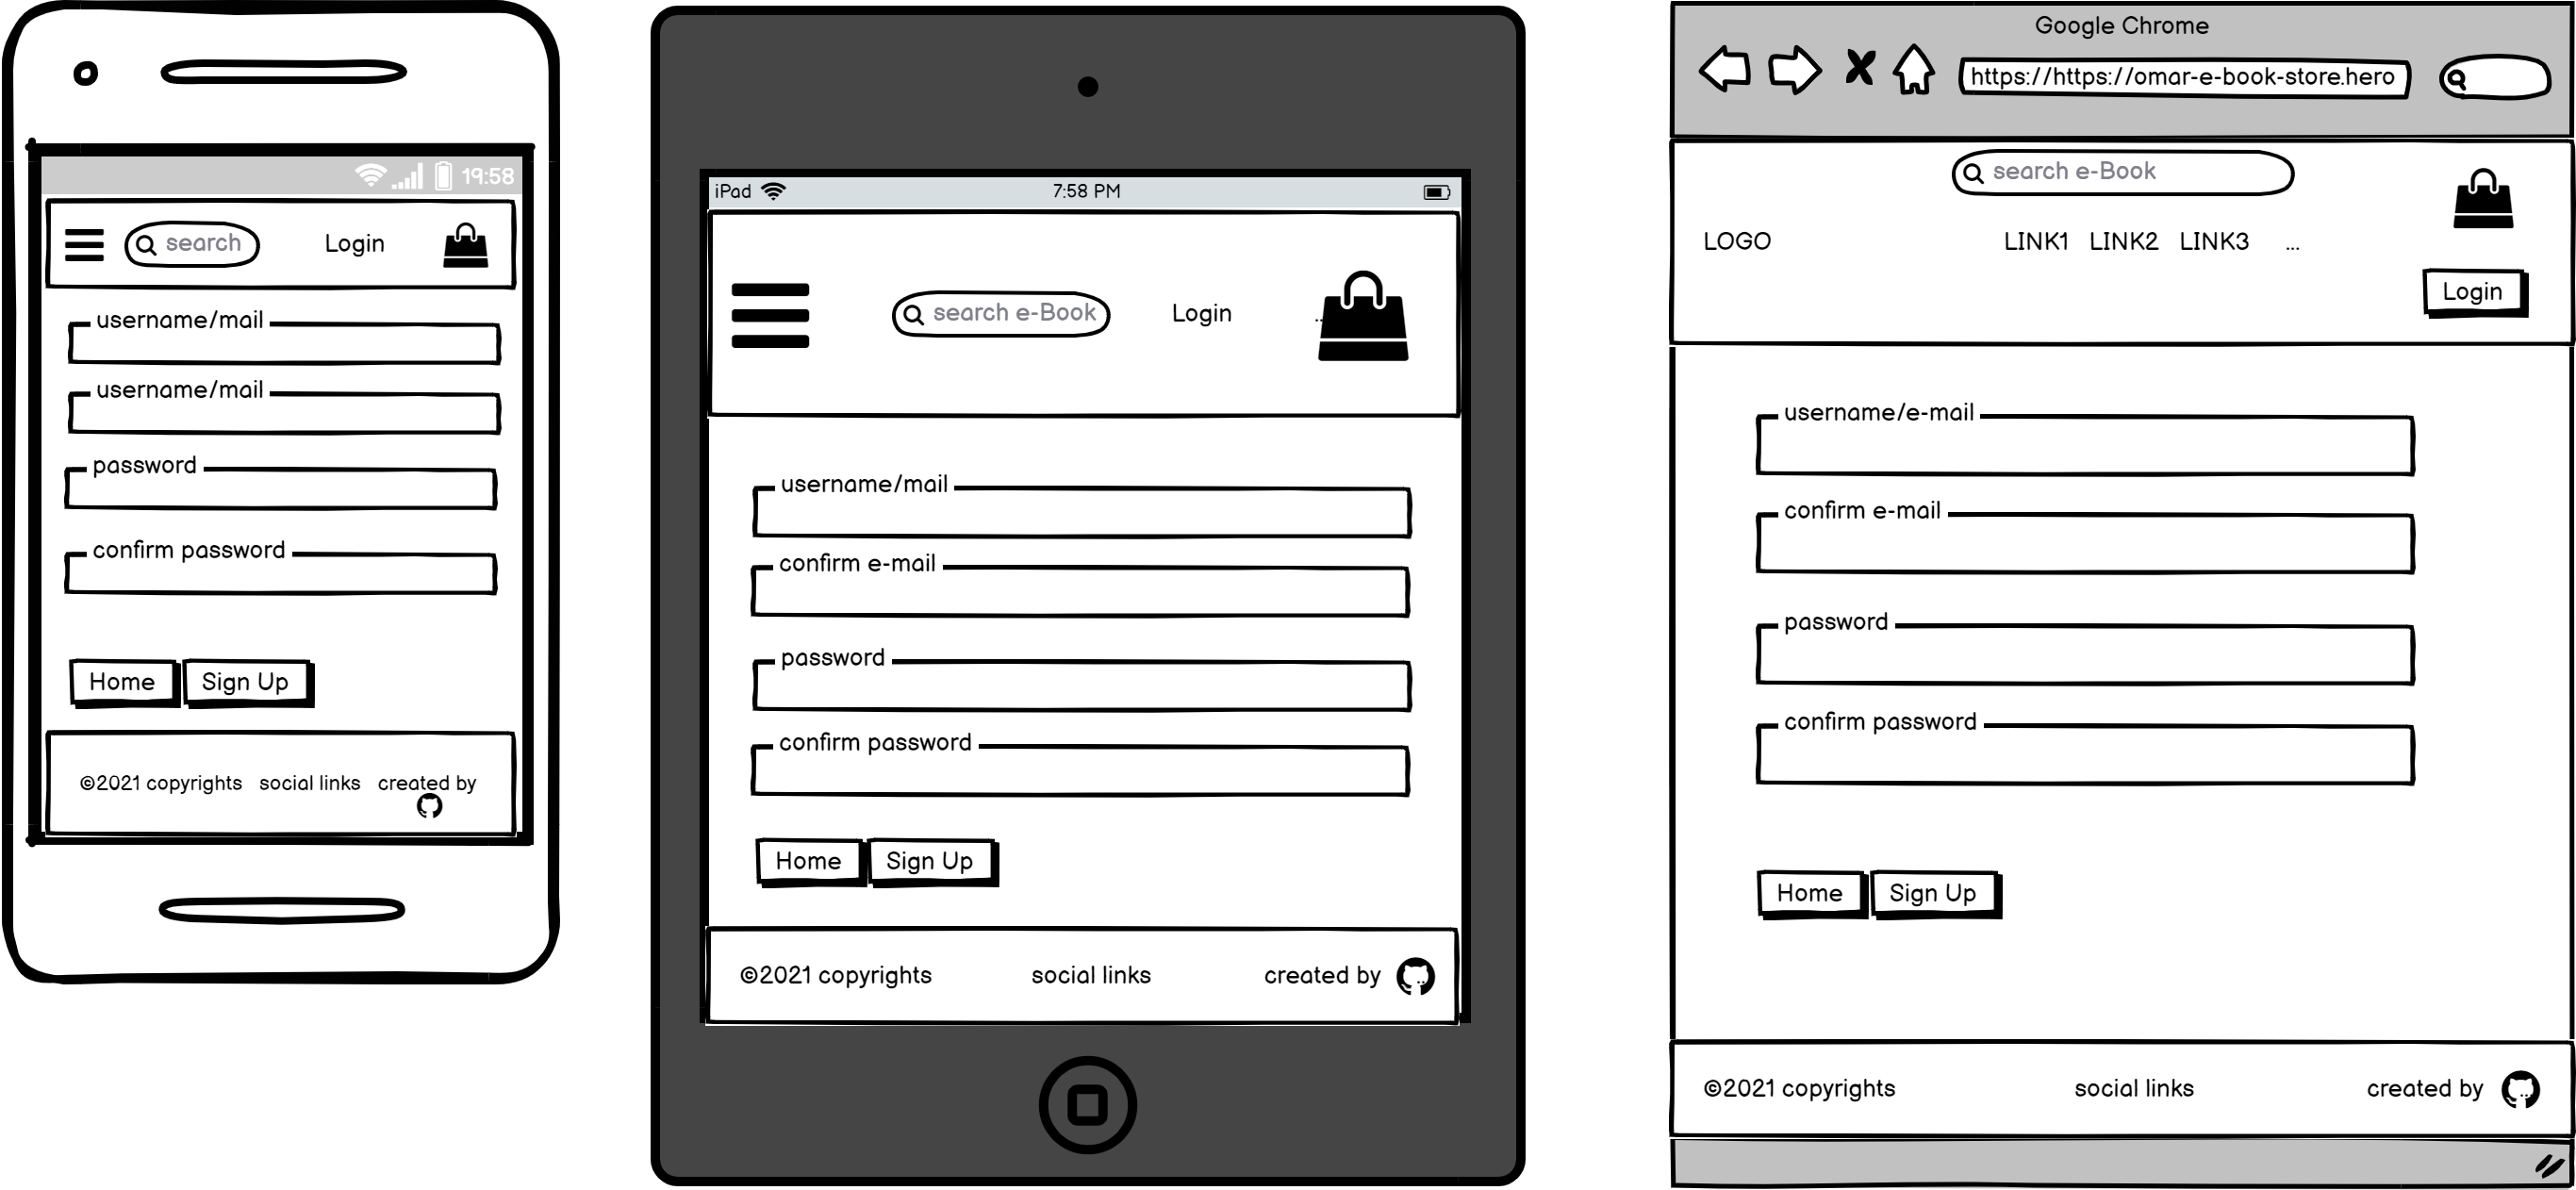 19:58
search
Login
username/mail
username/mail
password
confirm password
Home
Sign Up
©2021 copyrights social links created by
iPad
7:58 PM
search e-Book
Login
..
username/mail
confirm e-mail
password
confirm password
Home
Sign Up
©2021 copyrights
social links
created by
Google Chrome
https://https://omar-e-book-store.hero
search e-Book
LOGO
LINK1 LINK2 LINK3 ...
Login
username/e-mail
confirm e-mail
password
confirm password
Home
Sign Up
©2021 copyrights
social links
created by